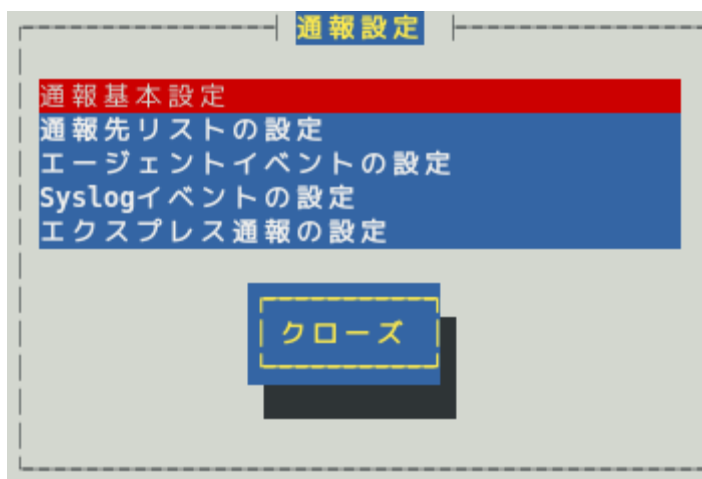 通報設定
通報基本設定
通報先リストの設定
エージェントイベントの設定
Syslogイベントの設定
エクスプレス通報の設定
クローズ